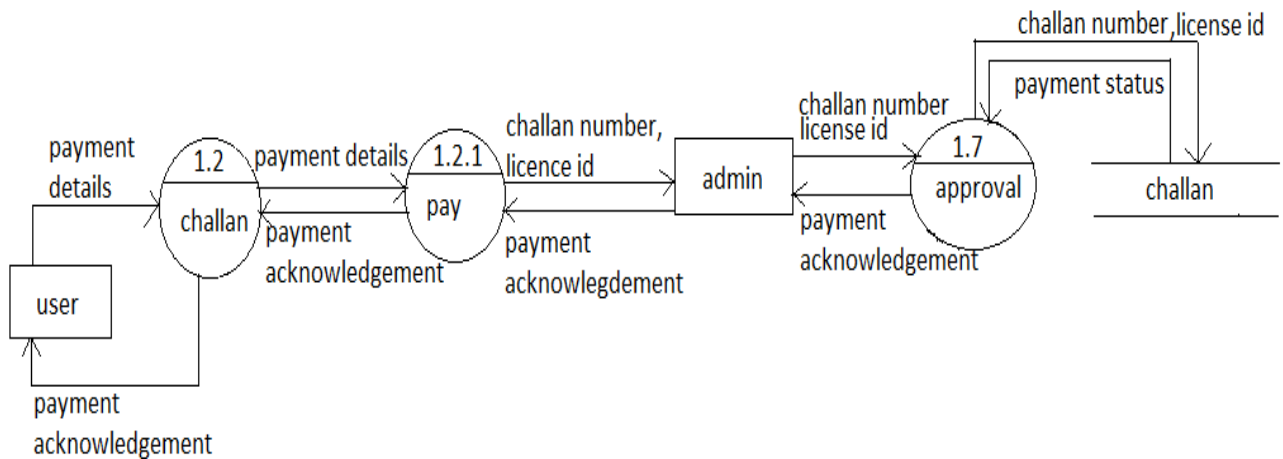 challan number,license id
payment status
challan number
license id
1.7
approval
challan
payment
acknowledgement
admin
challan number,
licence id
payment
acknowlegdement
1.2.1
pay
payment details
payment
acknowledgement
1.2
challan
payment
details
user
payment
acknowledgement